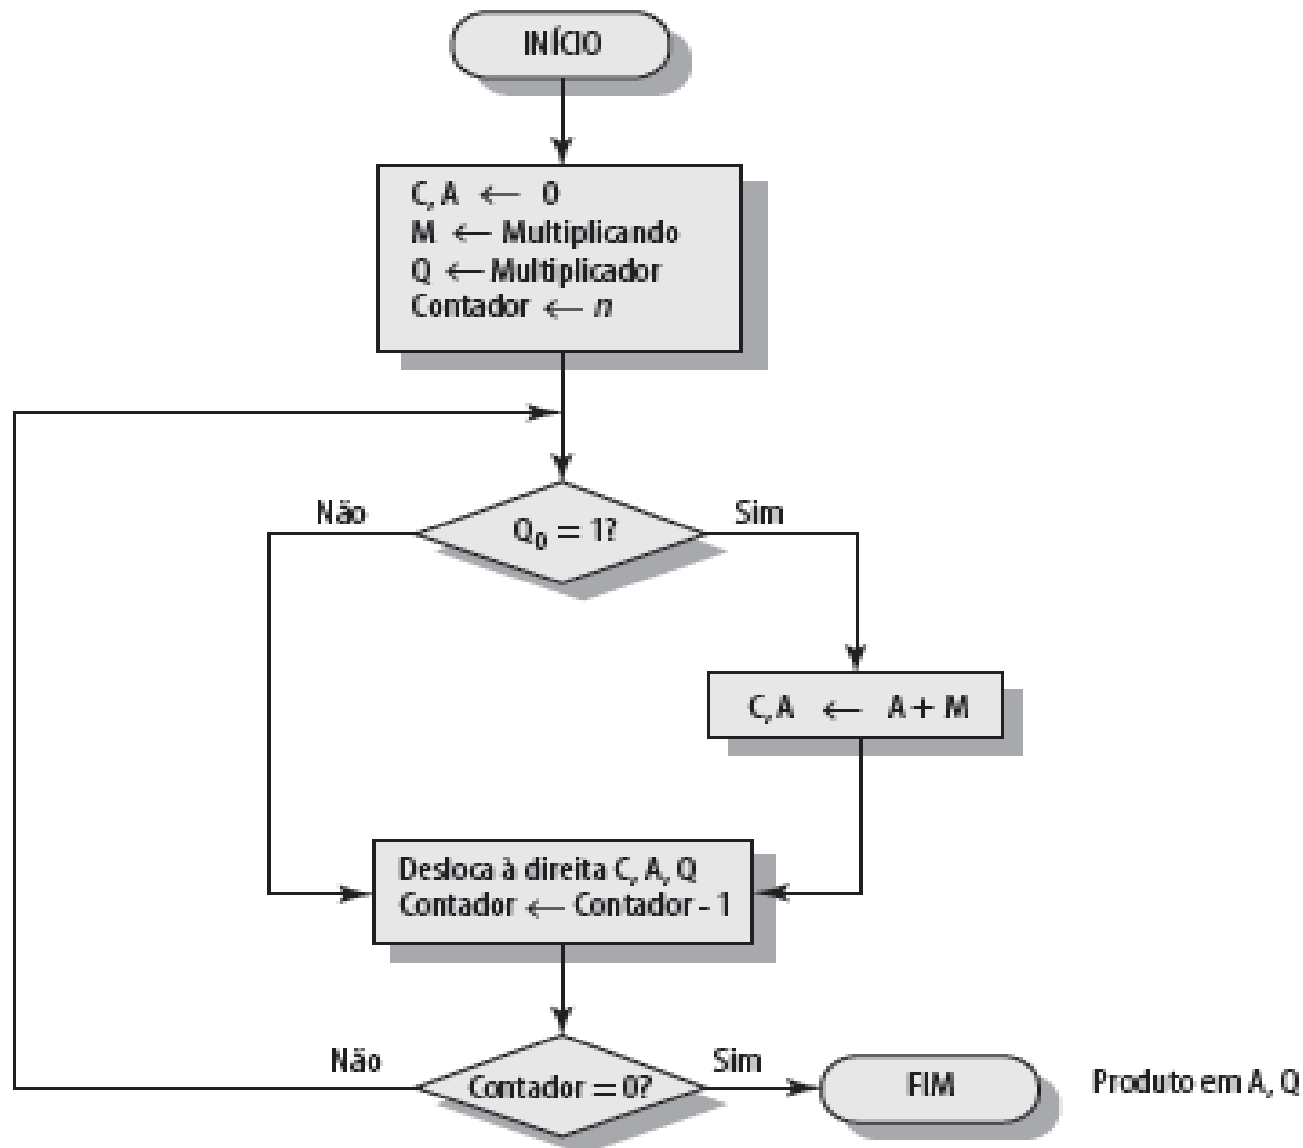 INÍCIO
C, A ← 0
M ← Multiplicando
Q ← Multiplicador
Contador ← n
Não
Q₀ = 1?
Sim
C, A ← A + M
Desloca à direita C, A, Q
Contador ← Contador - 1
Não
Contador = 0?
Sim
FIM
Produto em A, Q